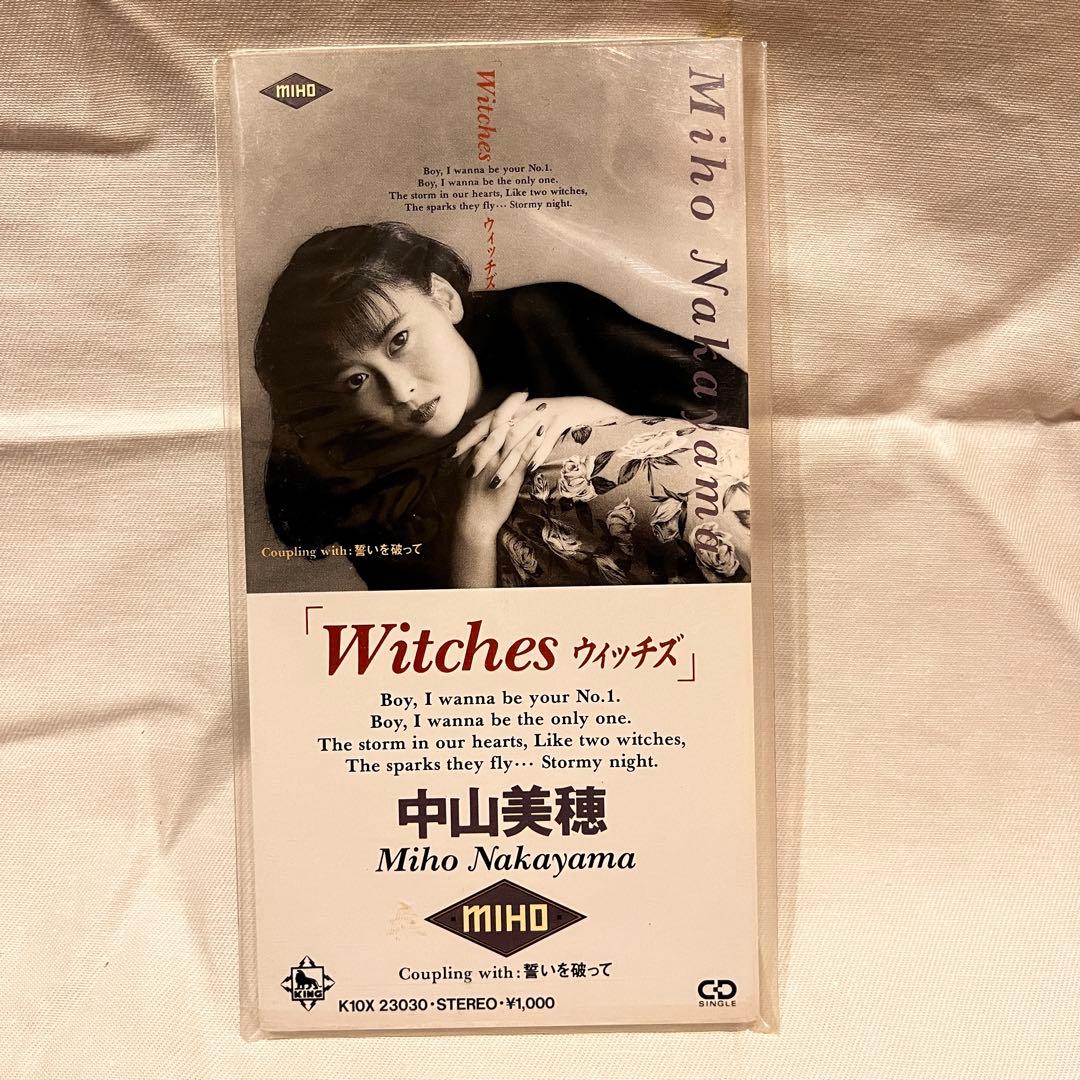 MIHO
Witches ウィッチズ
Boy, I wanna be your No.1.
Boy, I wanna be the only one.
The storm in our hearts, Like two witches,
The sparks they fly… Stormy night.
Miho Nakayama
Coupling with:誓いを破って
「Witches ウィッチズ」
Boy, I wanna be your No.1.
Boy, I wanna be the only one.
The storm in our hearts, Like two witches,
The sparks they fly… Stormy night.
中山美穂
Miho Nakayama
MIHO
Coupling with:誓いを破って
KING
K10X 23030・STEREO・¥1,000
CD
SINGLE